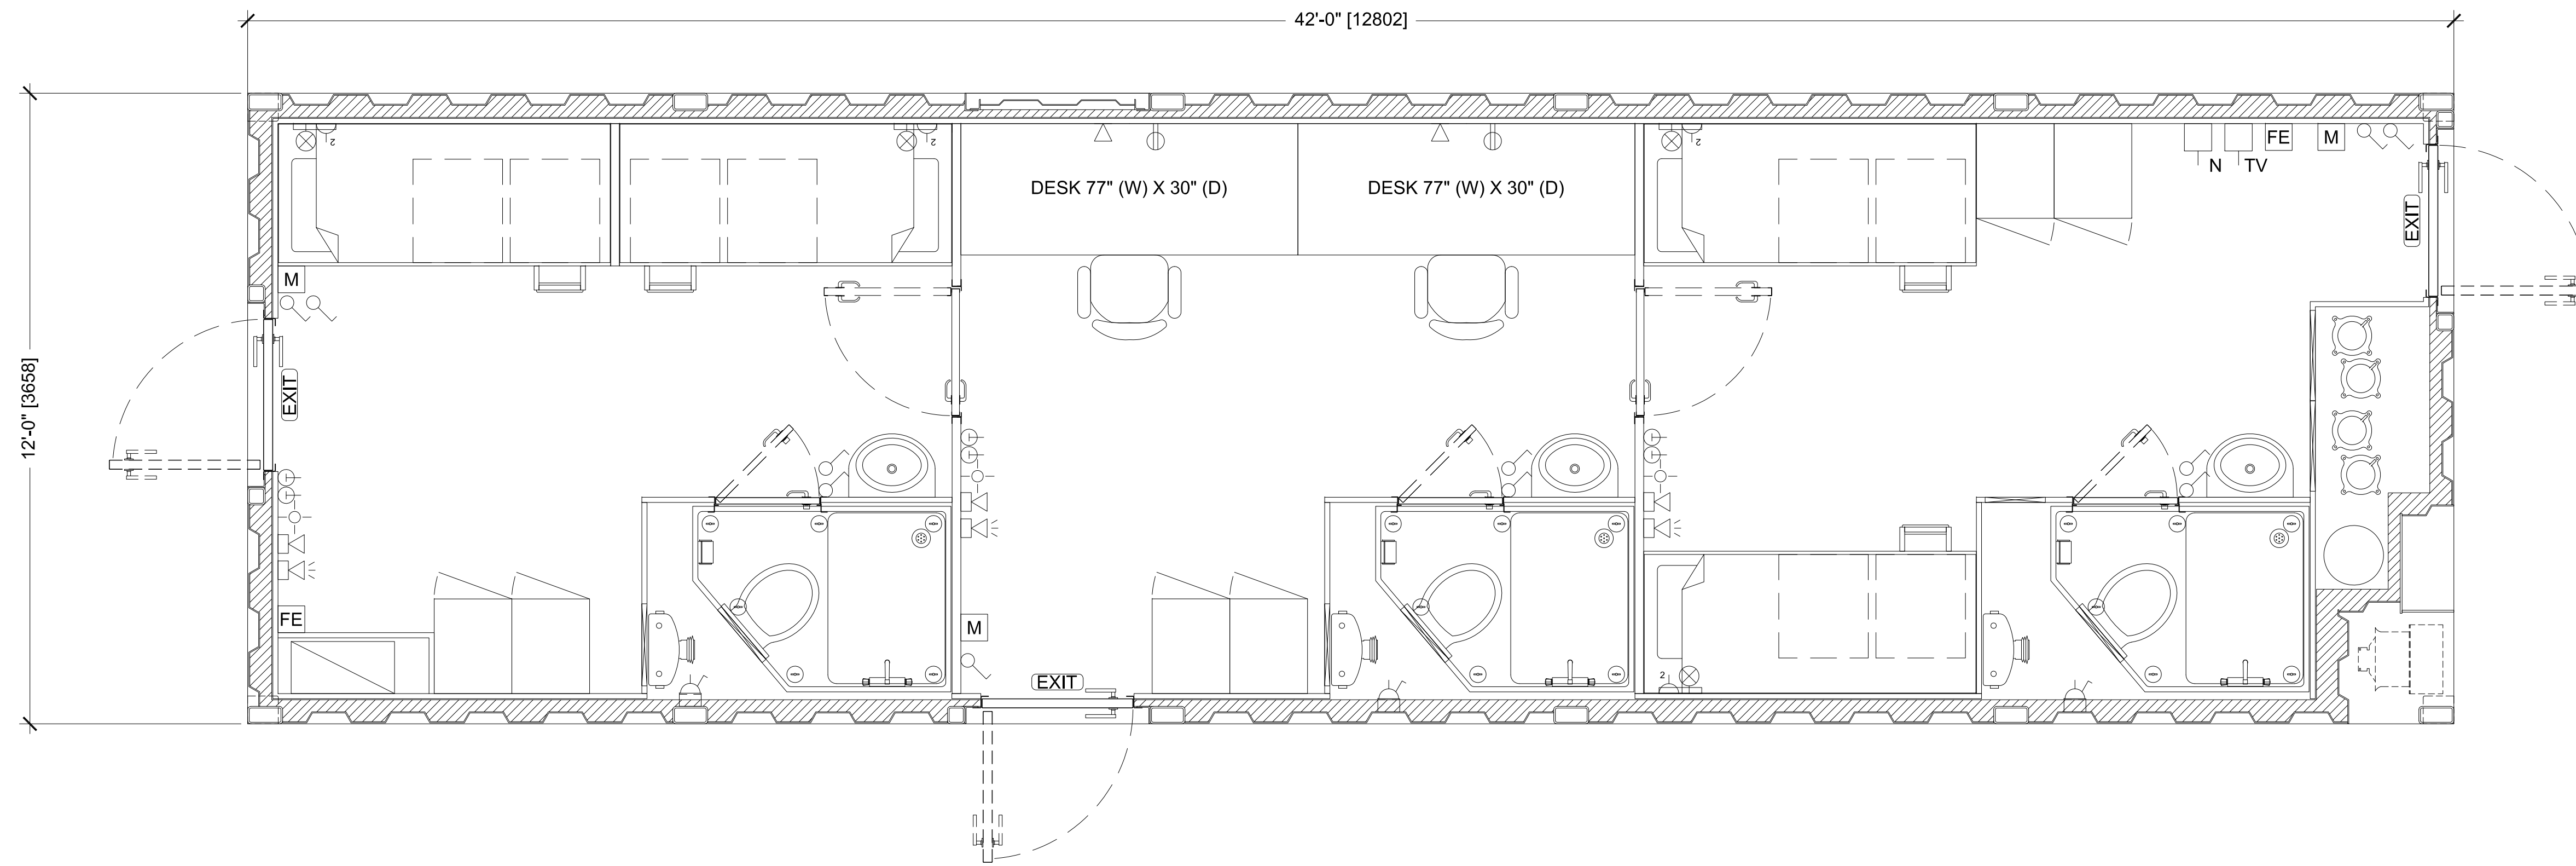 42'-0" [12802]
12'-0" [3658]
2
2
2
DESK 77" (W) X 30" (D)
DESK 77" (W) X 30" (D)
FE
M
N
TV
EXIT
M
EXIT
FE
M
EXIT
2